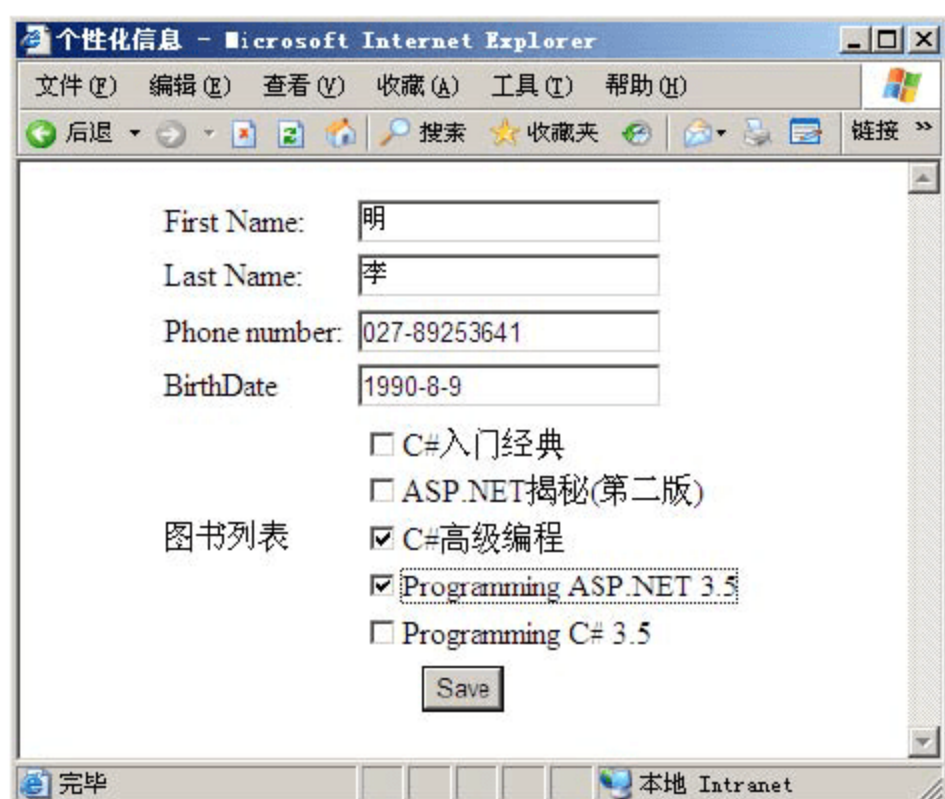 个性化信息 - Microsoft Internet Explorer
文件(F) 编辑(E) 查看(V) 收藏(A) 工具(T) 帮助(H)
后退 搜索 收藏夹 链接 »
First Name: 明
Last Name: 李
Phone number: 027-89253641
BirthDate 1990-8-9
C#入门经典
ASP.NET揭秘(第二版)
图书列表 C#高级编程
Programming ASP.NET 3.5
Programming C# 3.5
Save
完毕 本地 Intranet